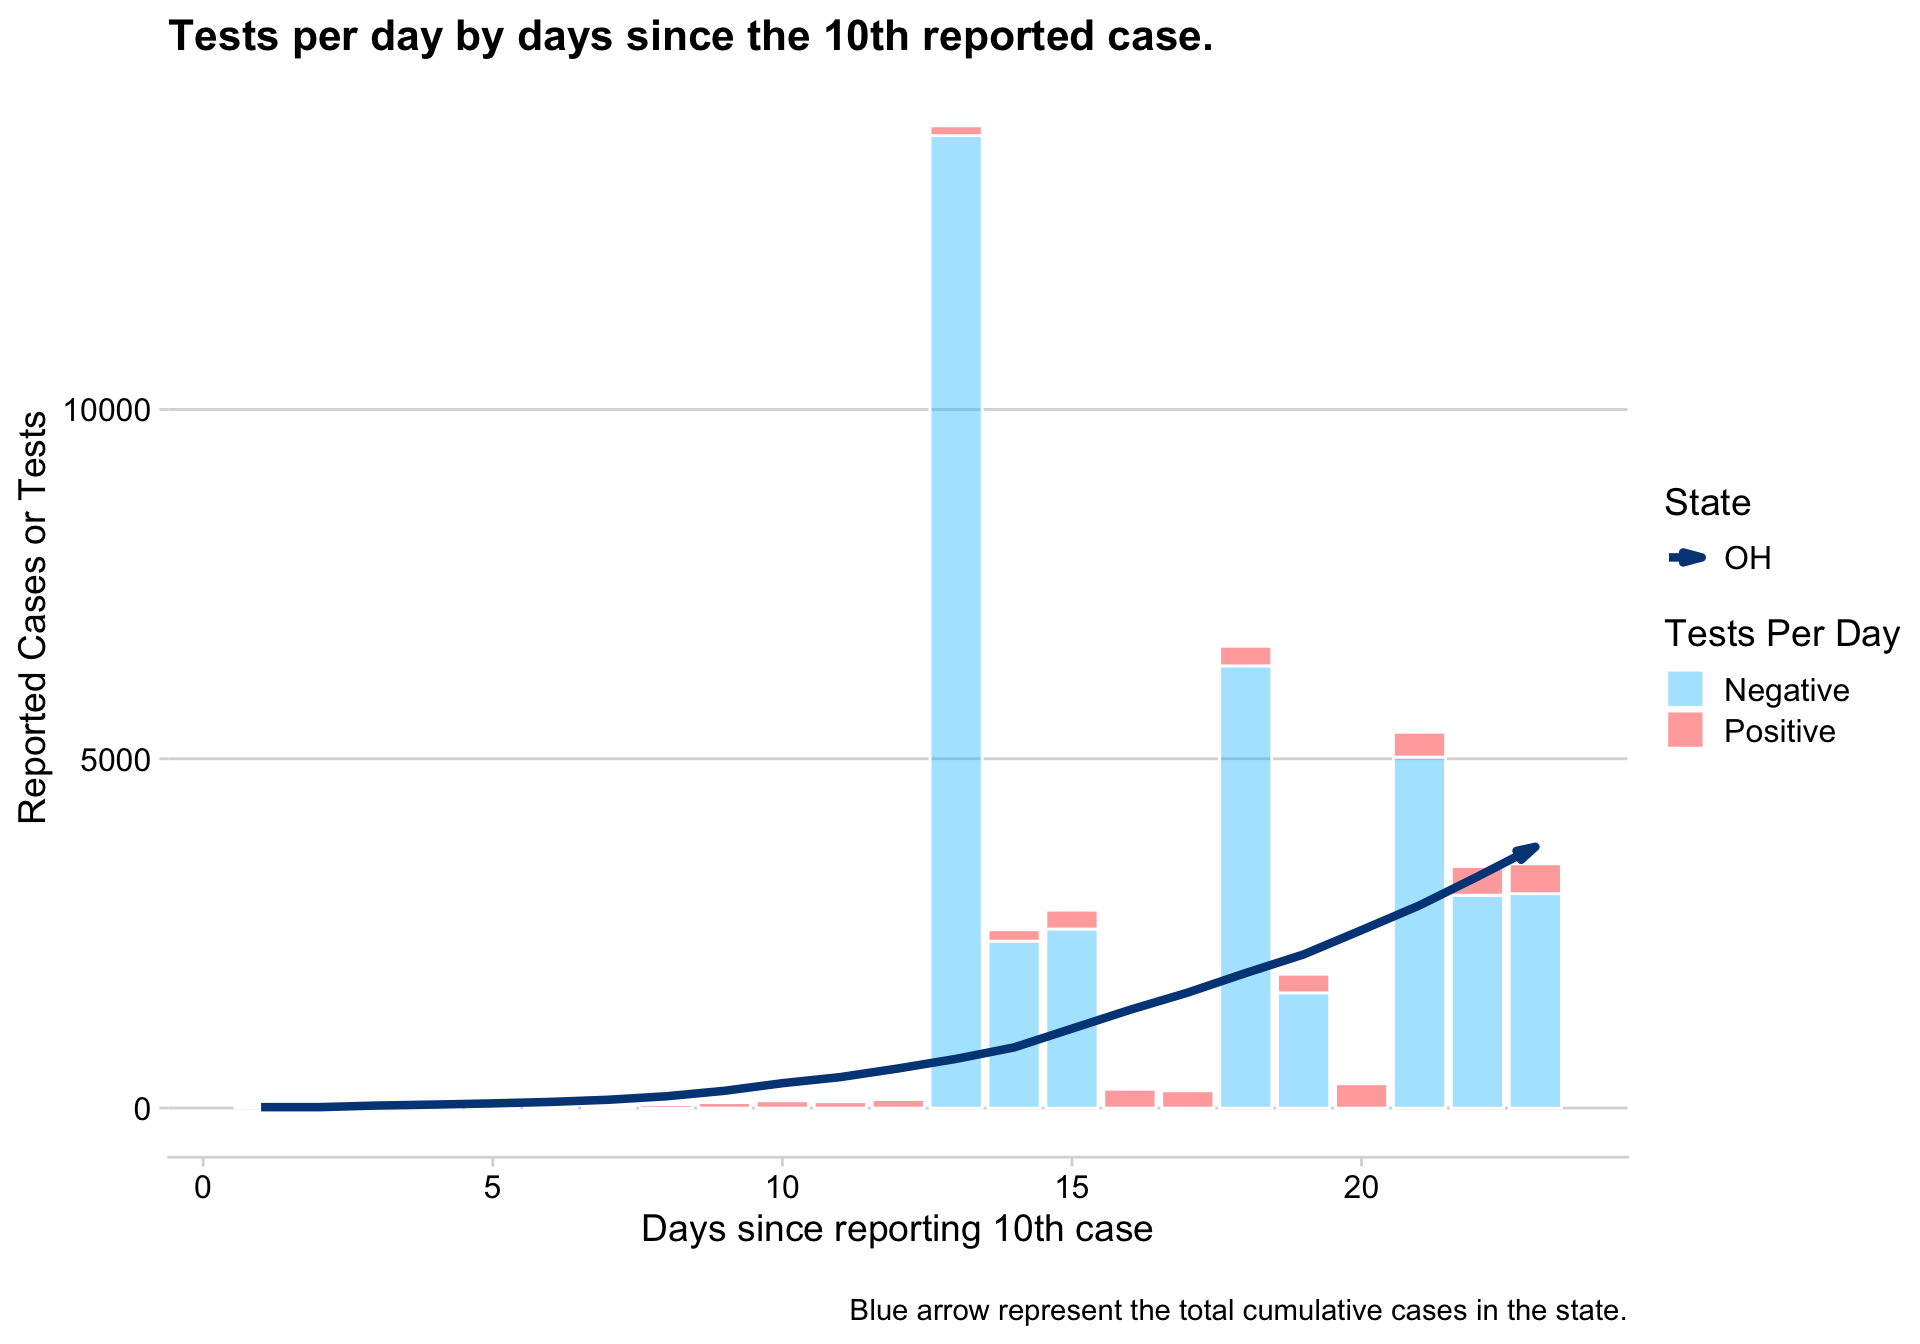 Tests per day by days since the 10th reported case.
Reported Cases or Tests
10000
5000
0
0 5 10 15 20
Days since reporting 10th case
State
OH
Tests Per Day
Negative
Positive
Blue arrow represent the total cumulative cases in the state.